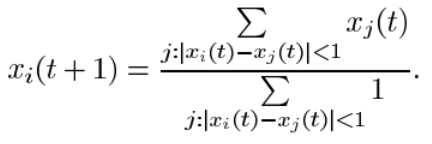 x_i(t + 1) = \frac{\sum_{j:|x_i(t)-x_j(t)|<1} x_j(t)}{\sum_{j:|x_i(t)-x_j(t)|<1} 1}.